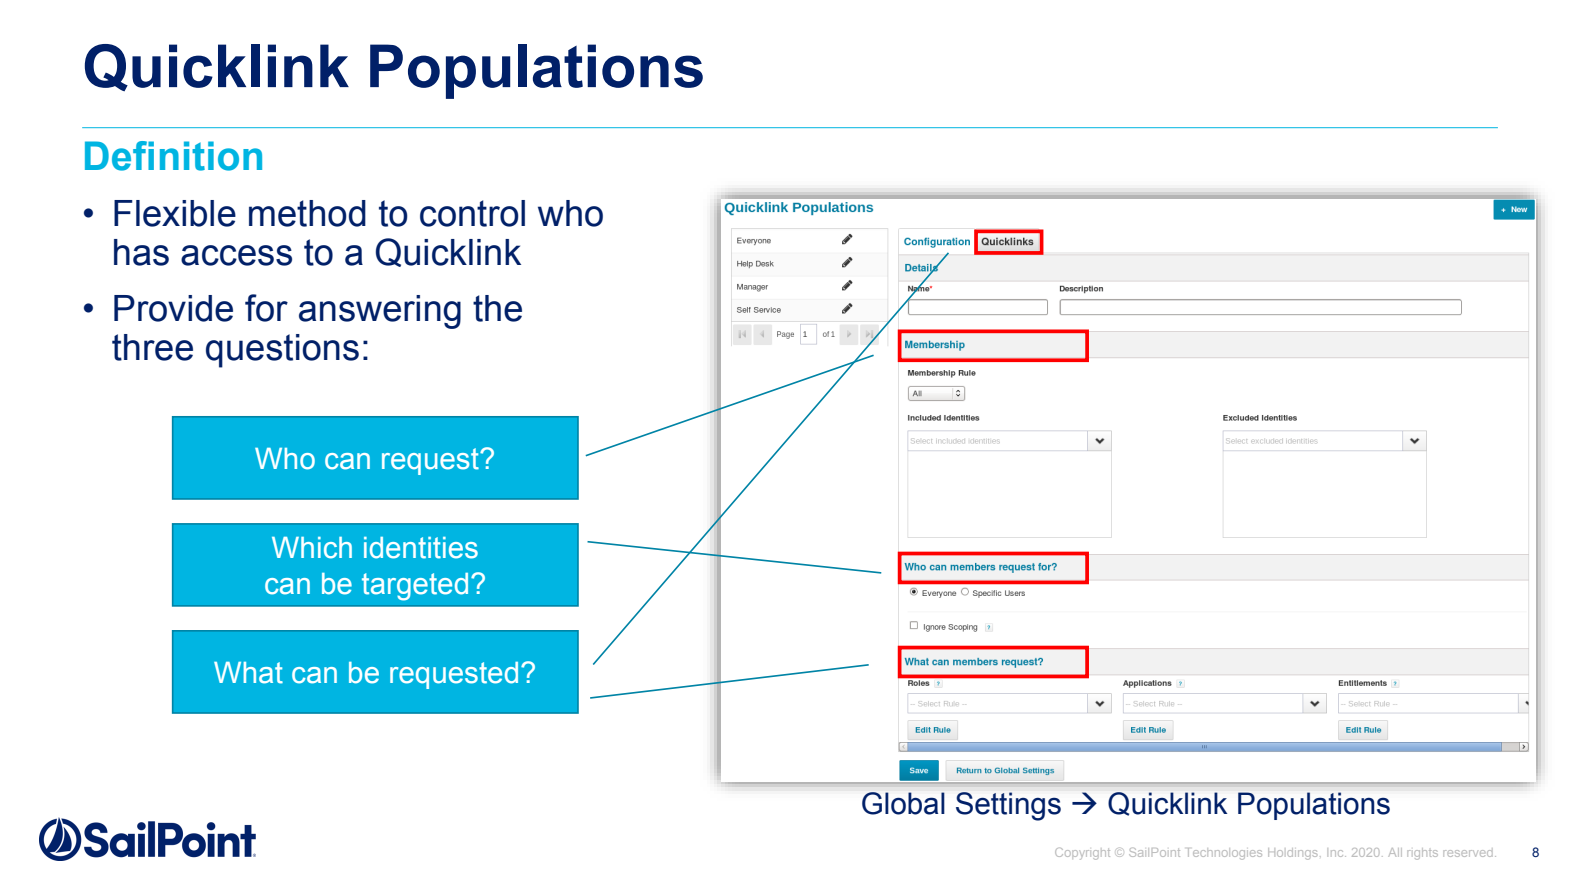 Quicklink Populations
Definition
• Flexible method to control who
has access to a Quicklink
• Provide for answering the
three questions:
Who can request?
Which identities
can be targeted?
What can be requested?
Quicklink Populations
+ New
Everyone
Help Desk
Manager
Self Service
Page 1 of 1
Configuration Quicklinks
Details
Name* Description
Membership
Membership Rule
All
Included Identities Excluded Identities
Select included identities Select excluded identities
Who can members request for?
Everyone Specific Users
Ignore Scoping ?
What can members request?
Roles ? Applications ? Entitlements ?
-- Select Rule -- -- Select Rule -- -- Select Rule --
Edit Rule Edit Rule Edit Rule
Save Return to Global Settings
Global Settings → Quicklink Populations
SailPoint
Copyright © SailPoint Technologies Holdings, Inc. 2020. All rights reserved. 8